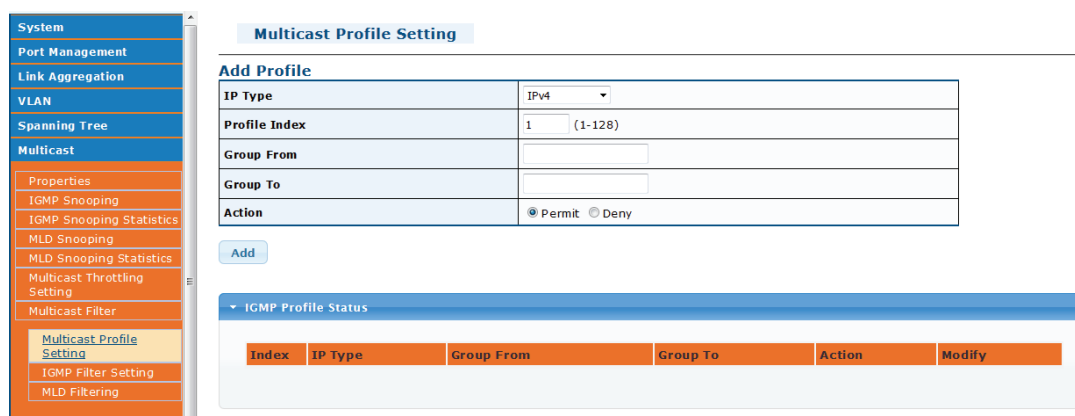 System
Port Management
Link Aggregation
VLAN
Spanning Tree
Multicast
Properties
IGMP Snooping
IGMP Snooping Statistics
MLD Snooping
MLD Snooping Statistics
Multicast Throttling
Setting
Multicast Filter
Multicast Profile
Setting
IGMP Filter Setting
MLD Filtering
Multicast Profile Setting
Add Profile
IP Type IPv4
Profile Index 1 (1-128)
Group From
Group To
Action Permit Deny
Add
IGMP Profile Status
Index IP Type Group From Group To Action Modify